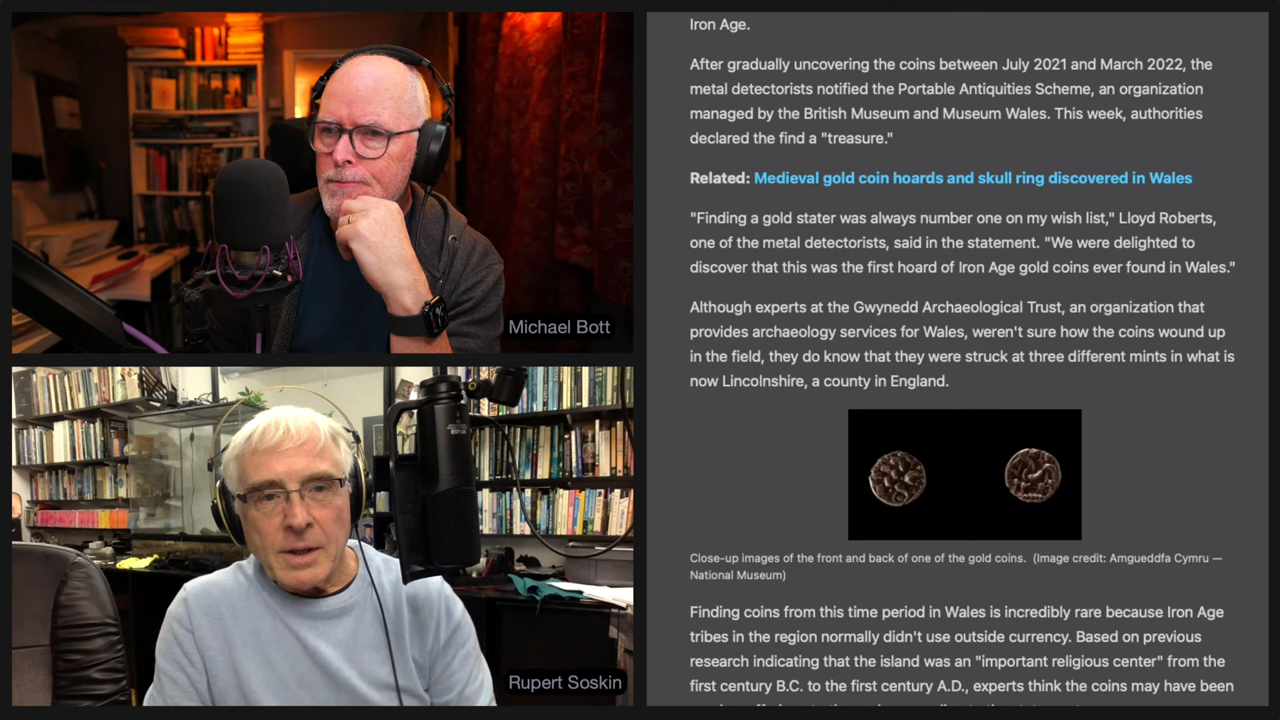 Michael Bott
Rupert Soskin
Iron Age.
After gradually uncovering the coins between July 2021 and March 2022, the
metal detectorists notified the Portable Antiquities Scheme, an organization
managed by the British Museum and Museum Wales. This week, authorities
declared the find a "treasure."
Related: Medieval gold coin hoards and skull ring discovered in Wales
"Finding a gold stater was always number one on my wish list," Lloyd Roberts,
one of the metal detectorists, said in the statement. "We were delighted to
discover that this was the first hoard of Iron Age gold coins ever found in Wales."
Although experts at the Gwynedd Archaeological Trust, an organization that
provides archaeology services for Wales, weren't sure how the coins wound up
in the field, they do know that they were struck at three different mints in what is
now Lincolnshire, a county in England.
Close-up images of the front and back of one of the gold coins. (Image credit: Amgueddfa Cymru —
National Museum)
Finding coins from this time period in Wales is incredibly rare because Iron Age
tribes in the region normally didn't use outside currency. Based on previous
research indicating that the island was an "important religious center" from the
first century B.C. to the first century A.D., experts think the coins may have been